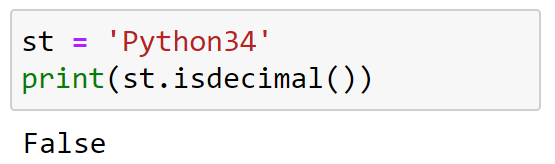 st = 'Python34'
print(st.isdecimal())
False